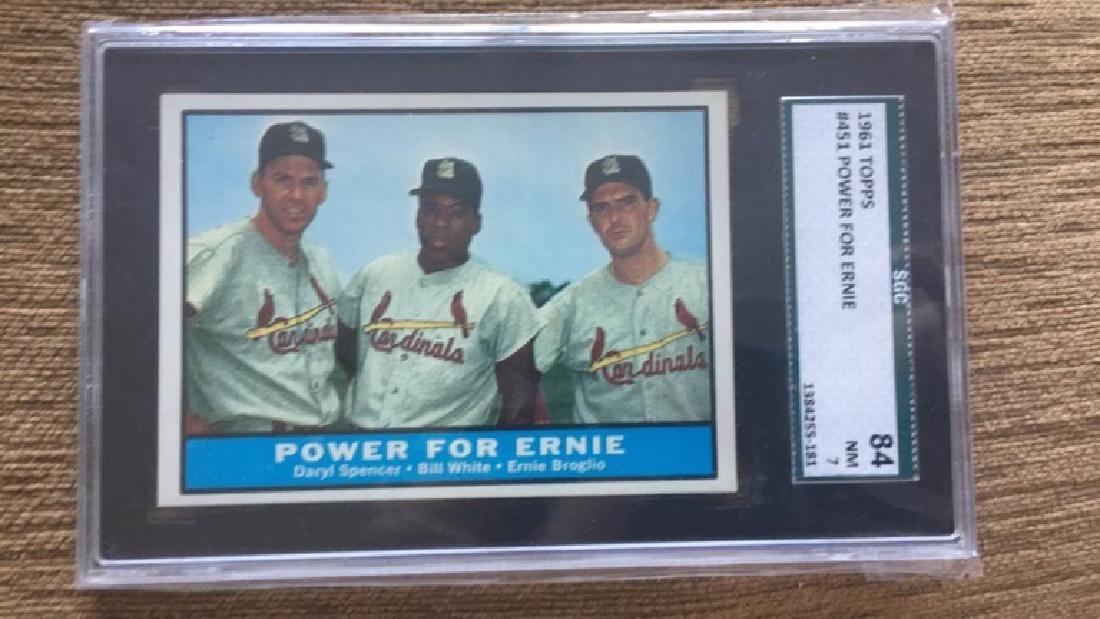 Cardinals
Cardinals
Cardinals
POWER FOR ERNIE
Daryl Spencer • Bill White • Ernie Broglio
1961 TOPPS
#451 POWER FOR ERNIE
SGC
84
NM
7
1384255-181